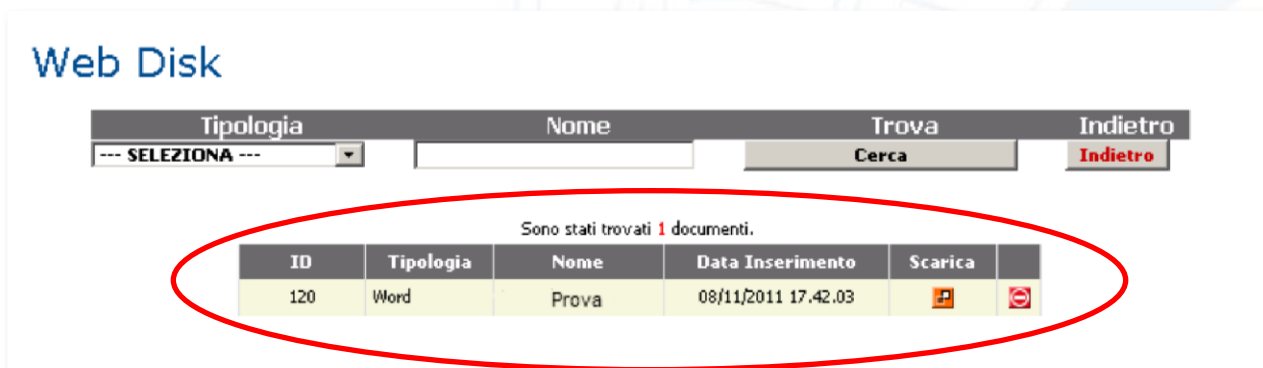 Web Disk
Tipologia Nome Trova Indietro
--- SELEZIONA --- Cerca Indietro
Sono stati trovati 1 documenti.
ID Tipologia Nome Data Inserimento Scarica
120 Word Prova 08/11/2011 17.42.03